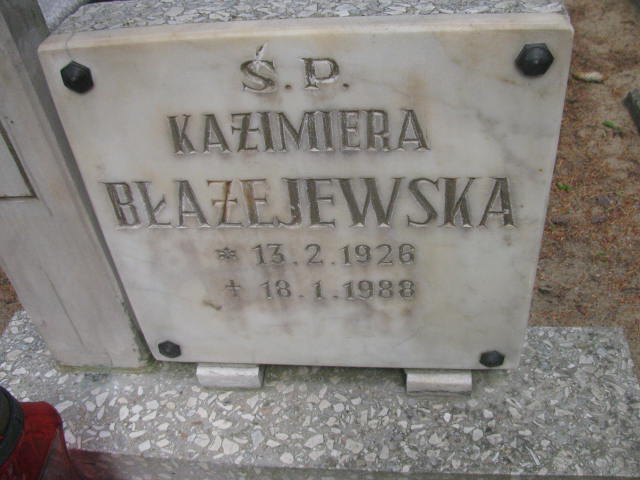 Ś.P.
KAZIMIERA
BŁAŻEJEWSKA
* 13.2.1926
+ 18.1.1988